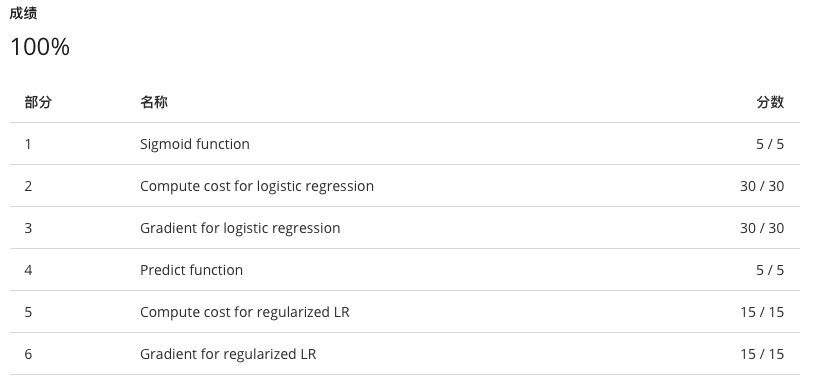 成绩
100%
部分 名称 分数
1 Sigmoid function 5 / 5
2 Compute cost for logistic regression 30 / 30
3 Gradient for logistic regression 30 / 30
4 Predict function 5 / 5
5 Compute cost for regularized LR 15 / 15
6 Gradient for regularized LR 15 / 15